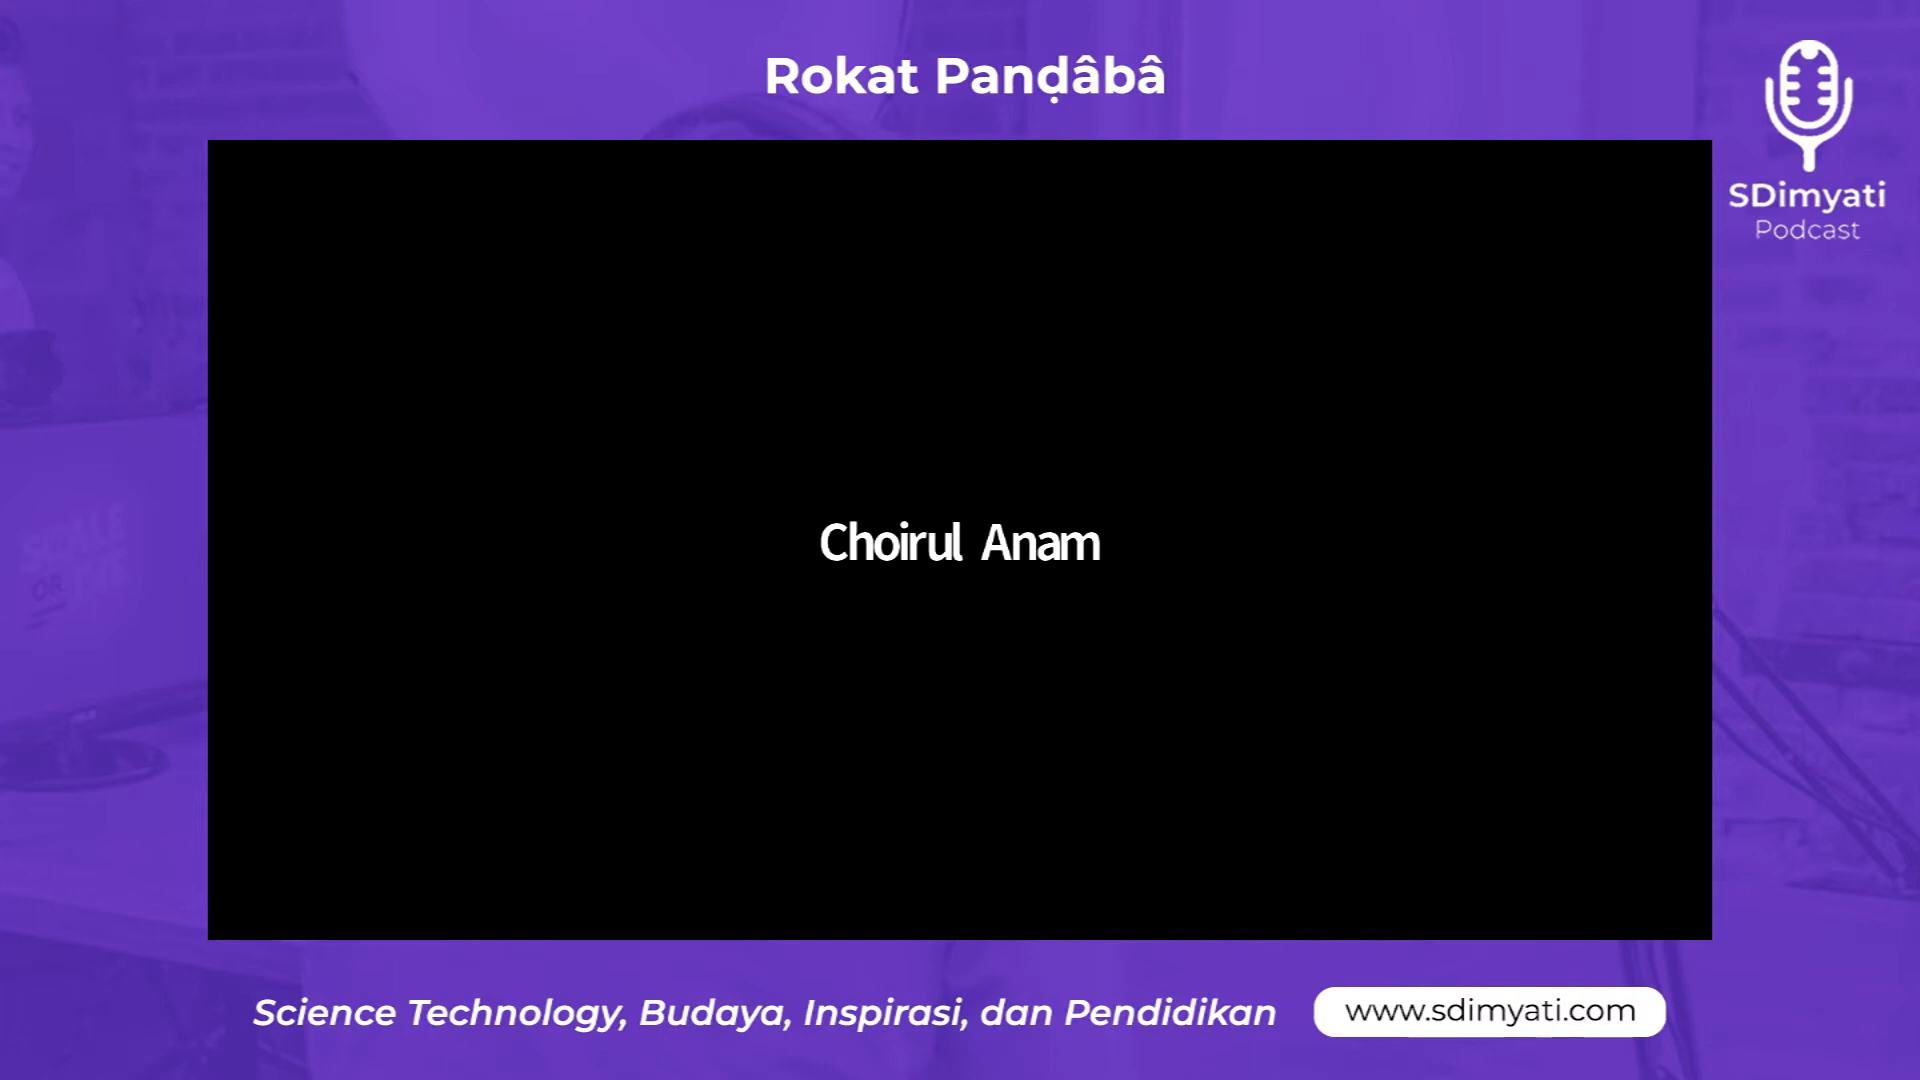 Rokat Panḍâbâ
SDimyati
Podcast
Choirul Anam
Science Technology, Budaya, Inspirasi, dan Pendidikan
www.sdimyati.com